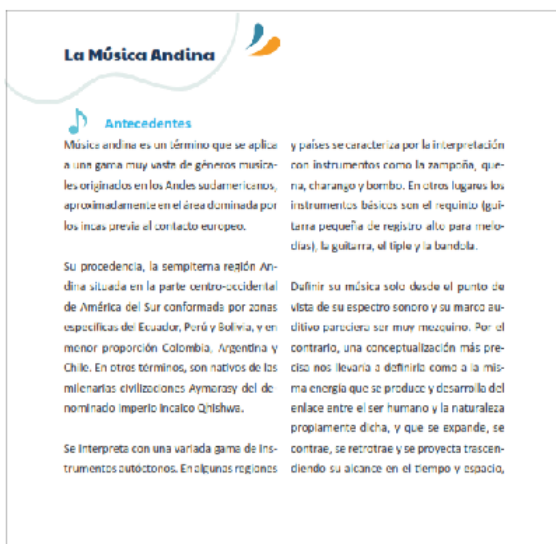 La Música Andina
Antecedentes
Música andina es un término que se aplica
a una gama muy vasta de géneros musica-
les originados en los Andes sudamericanos,
aproximadamente en el área dominada por
los incas previa al contacto europeo.
Su procedencia, la sempiterna región An-
dina situada en la parte centro-occidental
de América del Sur conformada por zonas
específicas del Ecuador, Perú y Bolivia, y en
menor proporción Colombia, Argentina y
Chile. En otros términos, son nativos de las
milenarias civilizaciones Aymarasy del de-
nominado Imperio Incaico Qhishwa.
Se interpreta con una variada gama de ins-
trumentos autóctonos. En algunas regiones
y países se caracteriza por la interpretación
con instrumentos como la zampoña, que-
na, charango y bombo. En otros lugares los
instrumentos básicos son el requinto (gui-
tarra pequeña de registro alto para melo-
días), la guitarra, el tiple y la bandola.
Definir su música solo desde el punto de
vista de su espectro sonoro y su marco au-
ditivo pareciera ser muy mezquino. Por el
contrario, una conceptualización más pre-
cisa nos llevaría a definirla como a la mis-
ma energía que se produce y desarrolla del
enlace entre el ser humano y la naturaleza
propiamente dicha, y que se expande, se
contrae, se retrotrae y se proyecta trascen-
diendo su alcance en el tiempo y espacio,